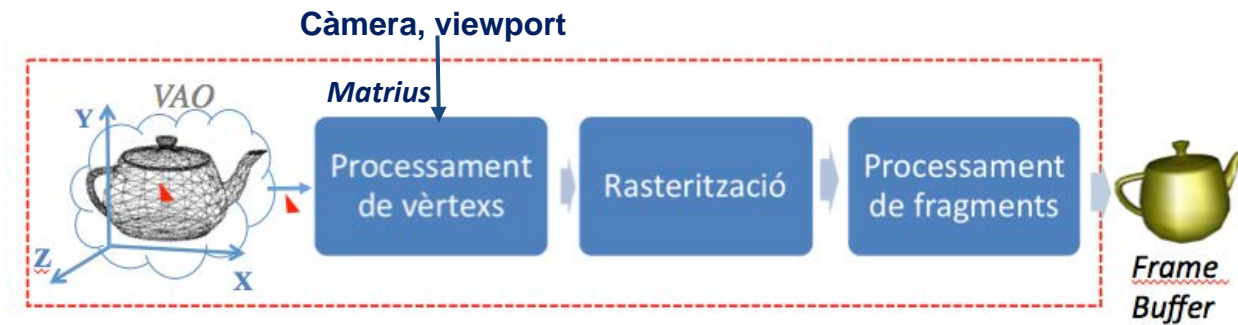 Càmera, viewport
Matrius
VAO
Y
Z
X
Processament
de vèrtexs
Rasterització
Processament
de fragments
Frame
Buffer